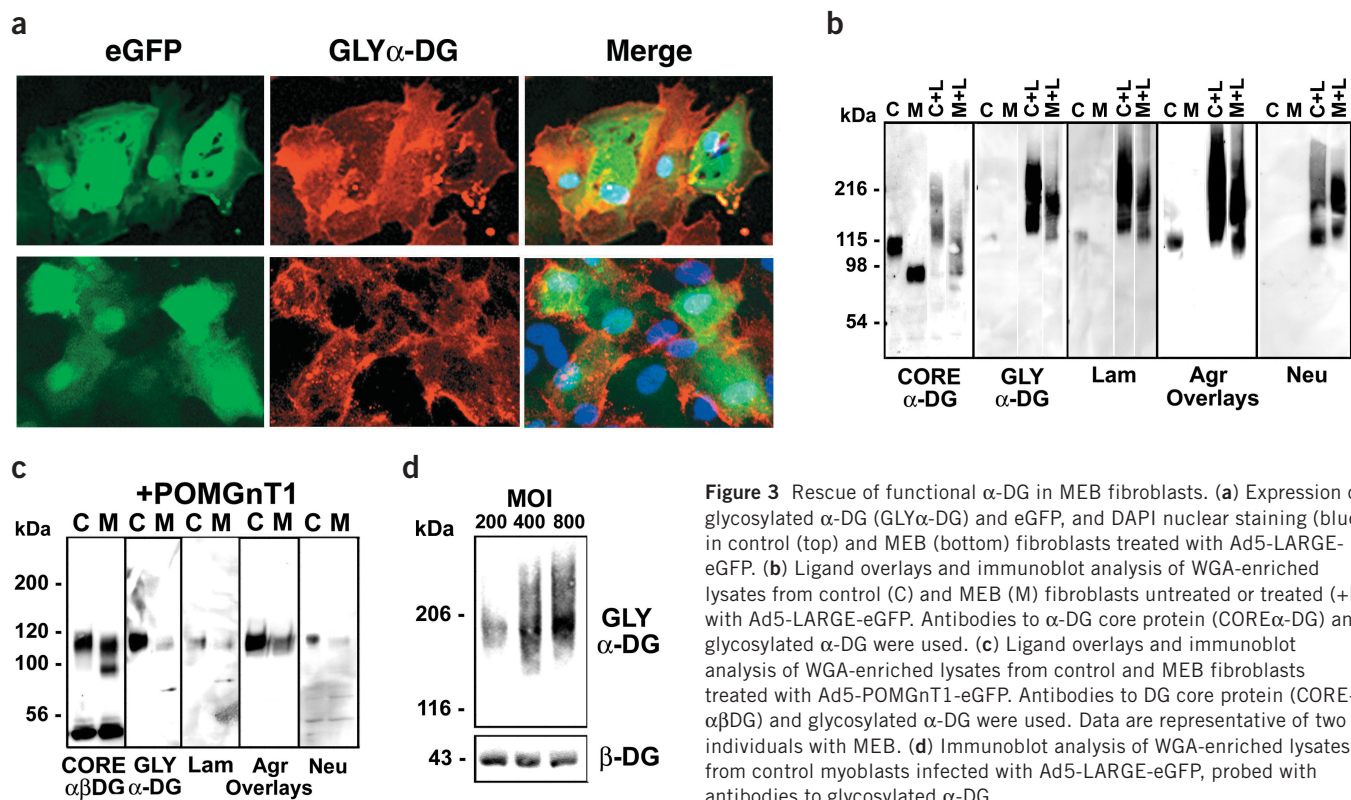 a
eGFP GLYα-DG Merge
b
kDa C M C+L M+L C M C+L M+L C M C+L M+L C M C+L M+L C M C+L M+L
216 -
115 -
98 -
54 -
CORE α-DG GLY α-DG Lam Agr Neu
Overlays
c
+POMGnT1
kDa C M C M C M C M C M
200 -
120 -
100 -
56 -
CORE αβDG GLY α-DG Lam Agr Neu
Overlays
d
MOI
kDa 200 400 800
206 -
116 -
GLY α-DG
43 -
β-DG
Figure 3 Rescue of functional α-DG in MEB fibroblasts. (a) Expression
glycosylated α-DG (GLYα-DG) and eGFP, and DAPI nuclear staining (blue
in control (top) and MEB (bottom) fibroblasts treated with Ad5-LARGE-
eGFP. (b) Ligand overlays and immunoblot analysis of WGA-enriched
lysates from control (C) and MEB (M) fibroblasts untreated or treated
with Ad5-LARGE-eGFP. Antibodies to α-DG core protein (COREα-DG)
glycosylated α-DG were used. (c) Ligand overlays and immunoblot
analysis of WGA-enriched lysates from control and MEB fibroblasts
treated with Ad5-POMGnT1-eGFP. Antibodies to DG core protein (CORE-
αβDG) and glycosylated α-DG were used. Data are representative of two
individuals with MEB. (d) Immunoblot analysis of WGA-enriched lysates
from control myoblasts infected with Ad5-LARGE-eGFP, probed with
antibodies to glycosylated α-DG.